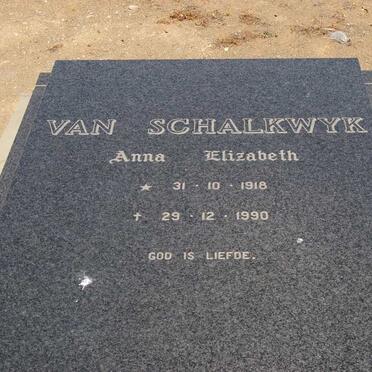 VAN SCHALKWYK
Anna Elizabeth
★ 31 · 10 · 1918
✝ 29 · 12 · 1990
GOD IS LIEFDE.